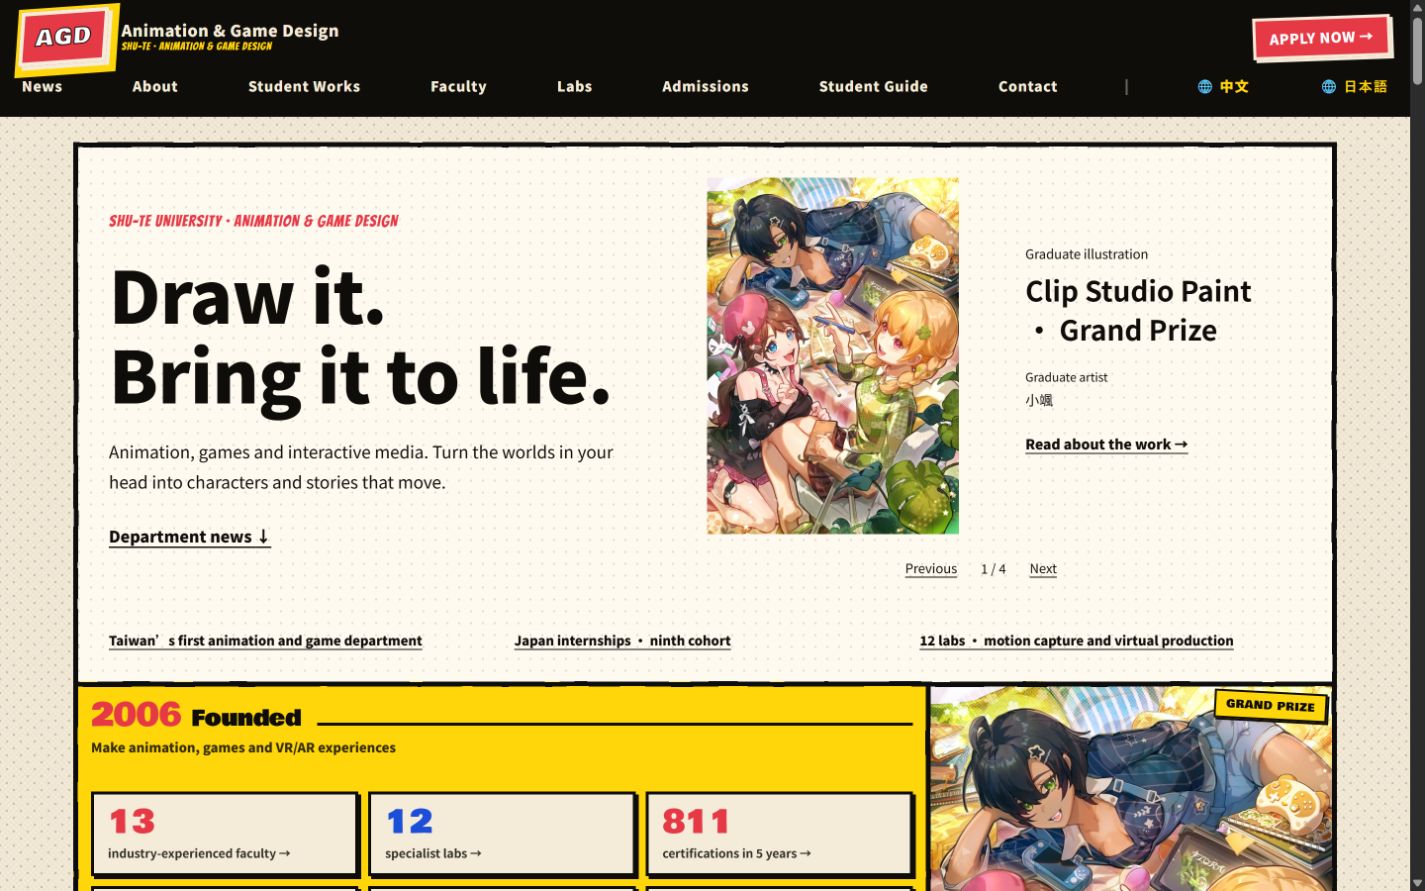 AGD
Animation & Game Design
SHU-TE · ANIMATION & GAME DESIGN
APPLY NOW →
News
About
Student Works
Faculty
Labs
Admissions
Student Guide
Contact
|
🌐 中文
🌐 日本語
SHU-TE UNIVERSITY · ANIMATION & GAME DESIGN
Draw it.
Bring it to life.
Animation, games and interactive media. Turn the worlds in your
head into characters and stories that move.
Department news ↓
Graduate illustration
Clip Studio Paint
・ Grand Prize
Graduate artist
小颯
Read about the work →
Previous
1 / 4
Next
Taiwan’s first animation and game department
Japan internships・ninth cohort
12 labs・motion capture and virtual production
2006 Founded
Make animation, games and VR/AR experiences
13
industry-experienced faculty →
12
specialist labs →
811
certifications in 5 years →
GRAND PRIZE